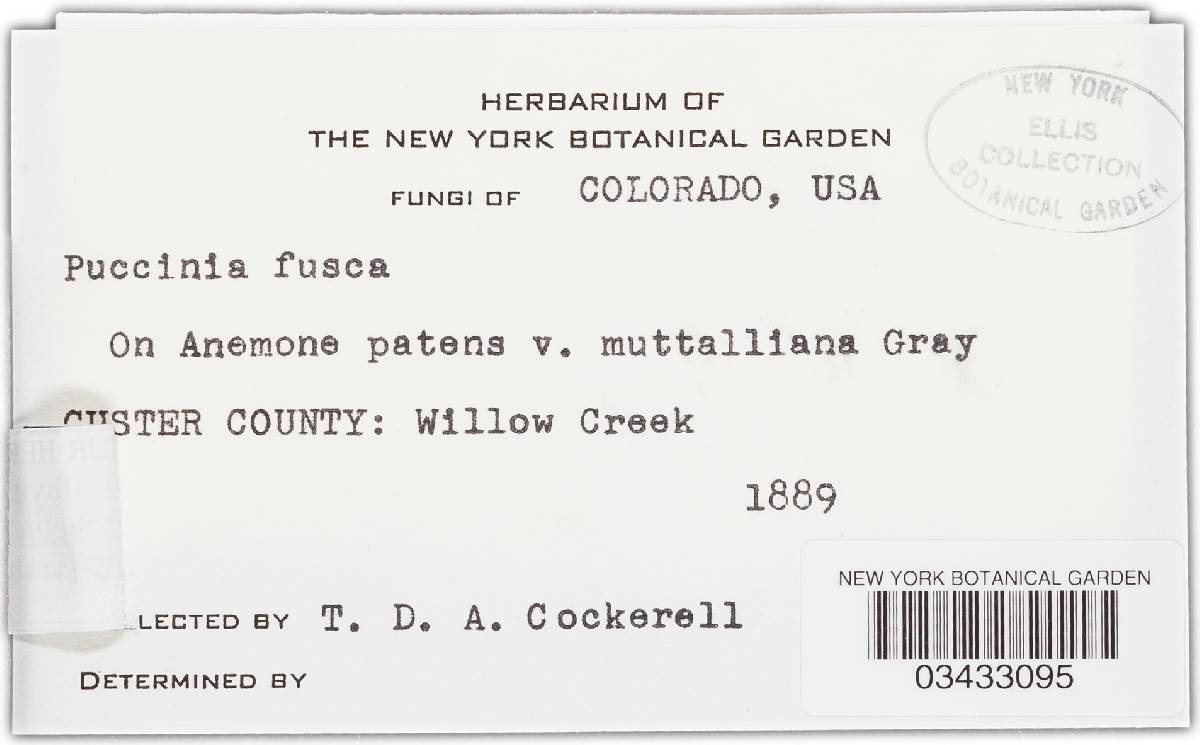 HERBARIUM OF
THE NEW YORK BOTANICAL GARDEN
FUNGI OF COLORADO, USA
NEW YORK
ELLIS
COLLECTION
BOTANICAL GARDEN
Puccinia fusca
On Anemone patens v. muttalliana Gray
CUSTER COUNTY: Willow Creek
1889
LECTED BY T. D. A. Cockerell
DETERMINED BY
NEW YORK BOTANICAL GARDEN
03433095